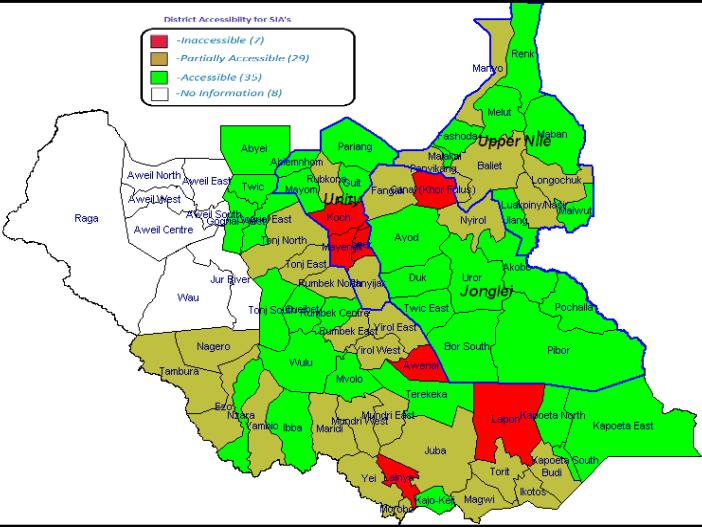 District Accessibilty for SIA's
-Inaccessible (7)
-Partially Accessible (29)
-Accessible (35)
-No Information (8)
Renk
Manyo
Melut
Maban
Fashoda
Upper Nile
Abyei
Pariang
Malakal
Panyikang
Baliet
Abiemnhom
Aweil North
Aweil East
Rubkona
Guit
Longochuk
Twic
Mayom
Fangak
Canal (Khor Fulus)
Aweil West
Unity
Luakpiny/Nasir
Maiwut
Raga
Aweil South
Koch
Nyirol
Ulang
Aweil Centre
Tonj North
Ayod
Mayendit
Leer
Tonj East
Akobo
Jur River
Rumbek North
Panyijar
Duk
Uror
Jonglei
Wau
Tonj South
Rumbek Centre
Twic East
Pochalla
Rumbek East
Yirol East
Nagero
Yirol West
Bor South
Pibor
Wulu
Awerial
Tambura
Mvolo
Terekeka
Ezo
Nzara
Mundri East
Lapon
Kapoeta North
Yambio
Ibba
Maridi
Mundri West
Kapoeta East
Juba
Kapoeta South
Yei
Lainya
Torit
Budi
Ikotos
Kajo-Keji
Magwi
Morobo